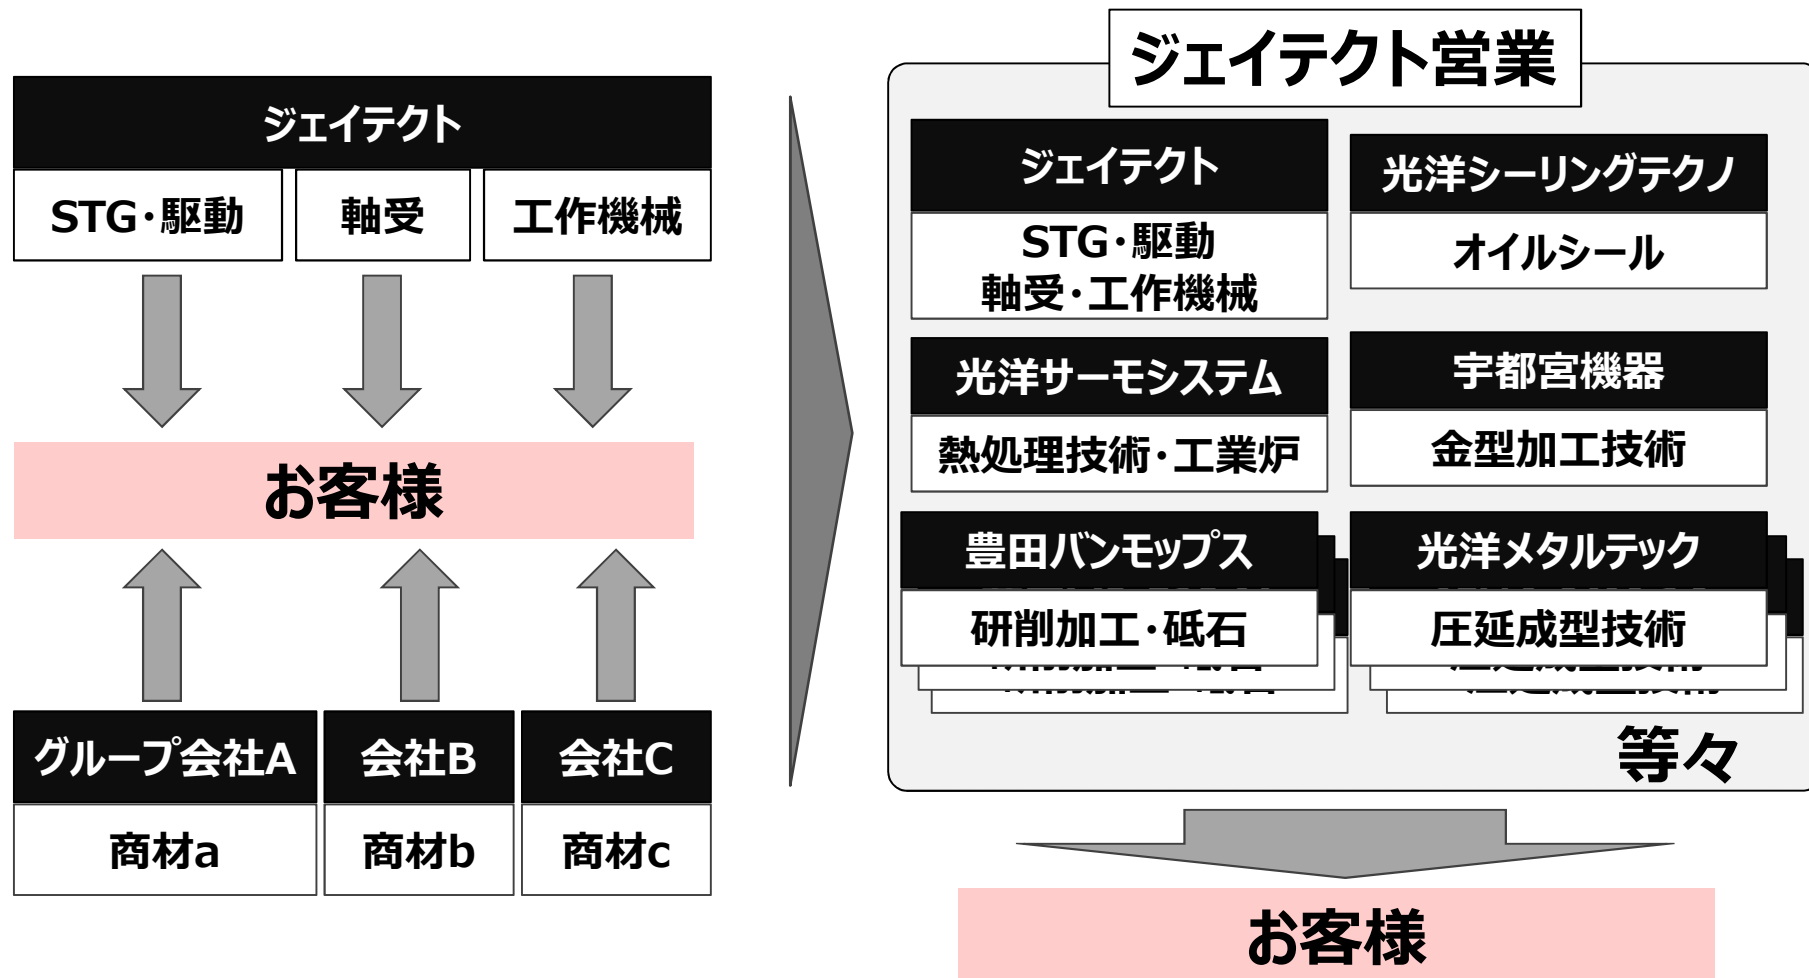 ジェイテクト
STG・駆動
軸受
工作機械
お客様
グループ会社A
会社B
会社C
商材a
商材b
商材c
ジェイテクト営業
ジェイテクト
STG・駆動
軸受・工作機械
光洋シーリングテクノ
オイルシール
光洋サーモシステム
熱処理技術・工業炉
宇都宮機器
金型加工技術
豊田バンモップス
研削加工・砥石
光洋メタルテック
圧延成型技術
等々
お客様